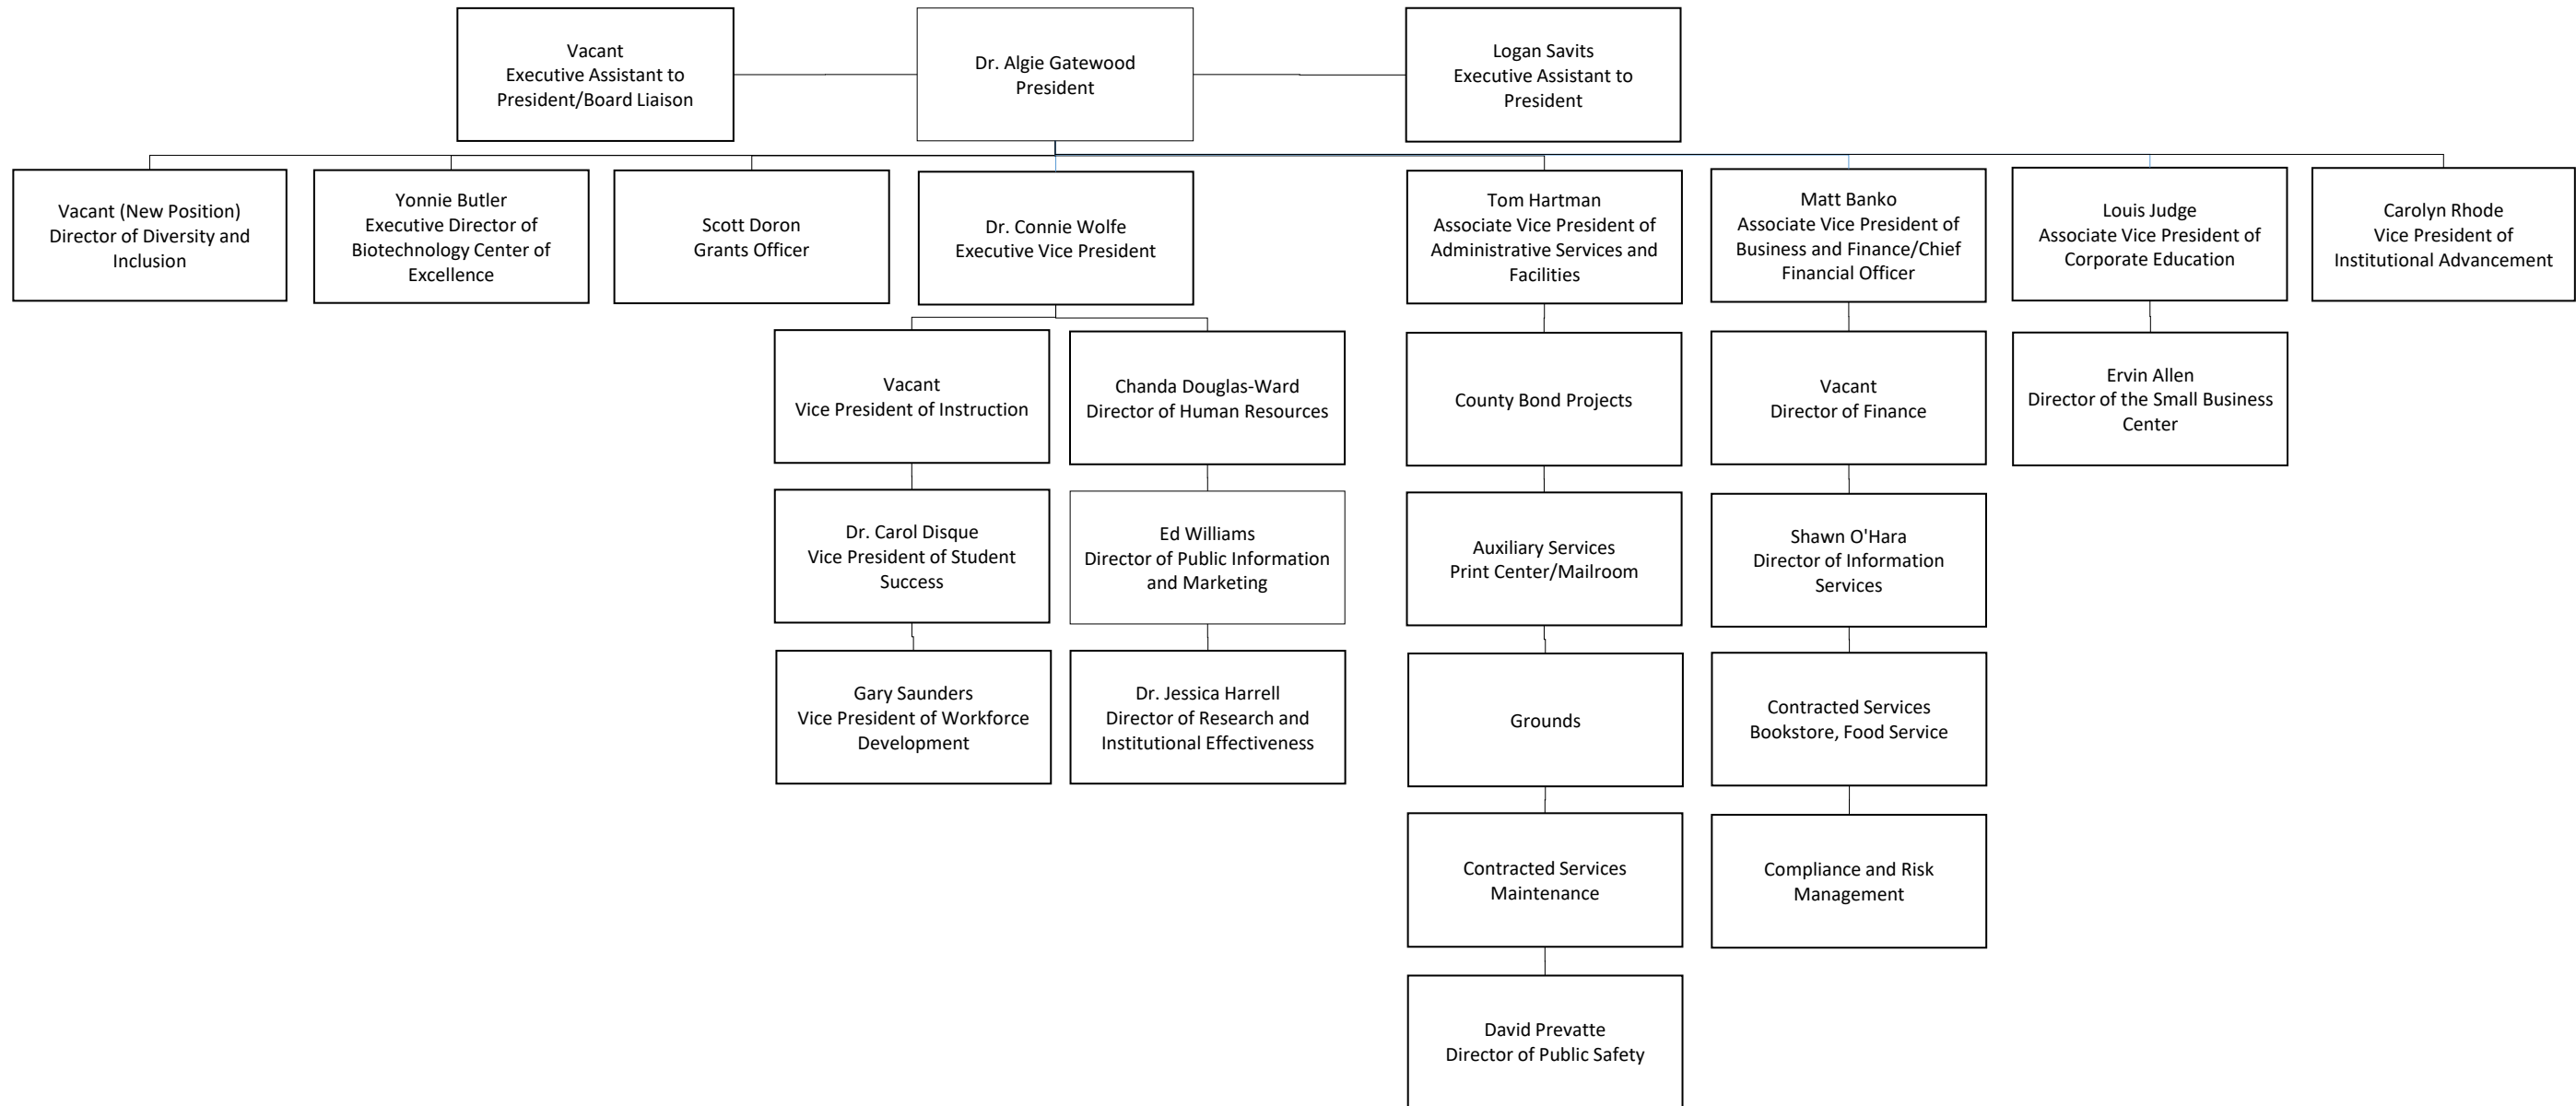 Vacant
Executive Assistant to
President/Board Liaison
Dr. Algie Gatewood
President
Logan Savits
Executive Assistant to
President
Vacant (New Position)
Director of Diversity and
Inclusion
Yonnie Butler
Executive Director of
Biotechnology Center of
Excellence
Scott Doron
Grants Officer
Dr. Connie Wolfe
Executive Vice President
Tom Hartman
Associate Vice President of
Administrative Services and
Facilities
Matt Banko
Associate Vice President of
Business and Finance/Chief
Financial Officer
Louis Judge
Associate Vice President of
Corporate Education
Carolyn Rhode
Vice President of
Institutional Advancement
Vacant
Vice President of Instruction
Chanda Douglas-Ward
Director of Human Resources
County Bond Projects
Vacant
Director of Finance
Ervin Allen
Director of the Small Business
Center
Dr. Carol Disque
Vice President of Student
Success
Ed Williams
Director of Public Information
and Marketing
Auxiliary Services
Print Center/Mailroom
Shawn O'Hara
Director of Information
Services
Gary Saunders
Vice President of Workforce
Development
Dr. Jessica Harrell
Director of Research and
Institutional Effectiveness
Grounds
Contracted Services
Bookstore, Food Service
Contracted Services
Maintenance
Compliance and Risk
Management
David Prevatte
Director of Public Safety